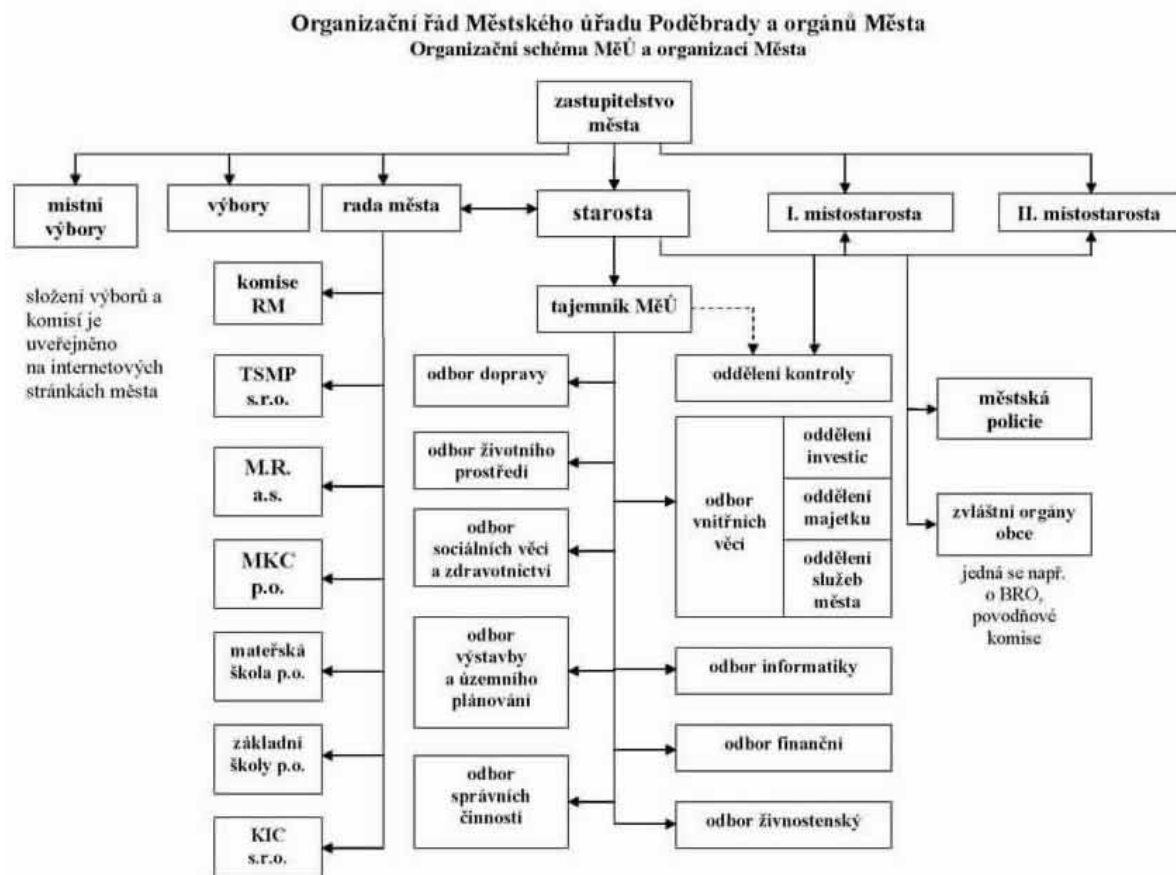 Organizační řád Městského úřadu Poděbrady a orgánů Města
Organizační schéma MěÚ a organizací Města
zastupitelstvo
města
místní
výbory
výbory
rada města
starosta
I. místostarosta
II. místostarosta
složení výborů a
komisí je
uveřejněno
na internetových
stránkách města
komise
RM
TSMP
s.r.o.
M.R.
a.s.
MKC
p.o.
mateřská
škola p.o.
základní
školy p.o.
KIC
s.r.o.
tajemník MěÚ
odbor dopravy
odbor životního
prostředí
odbor
sociálních věcí
a zdravotnictví
odbor
výstavby
a územního
plánování
odbor
správních
činností
oddělení kontroly
odbor
vnitřních
věcí
oddělení
investic
oddělení
majetku
oddělení
služeb
města
odbor informatiky
odbor finanční
odbor živnostenský
městská
policie
zvláštní orgány
obce
jedná se např.
o BRO,
povodňové
komise